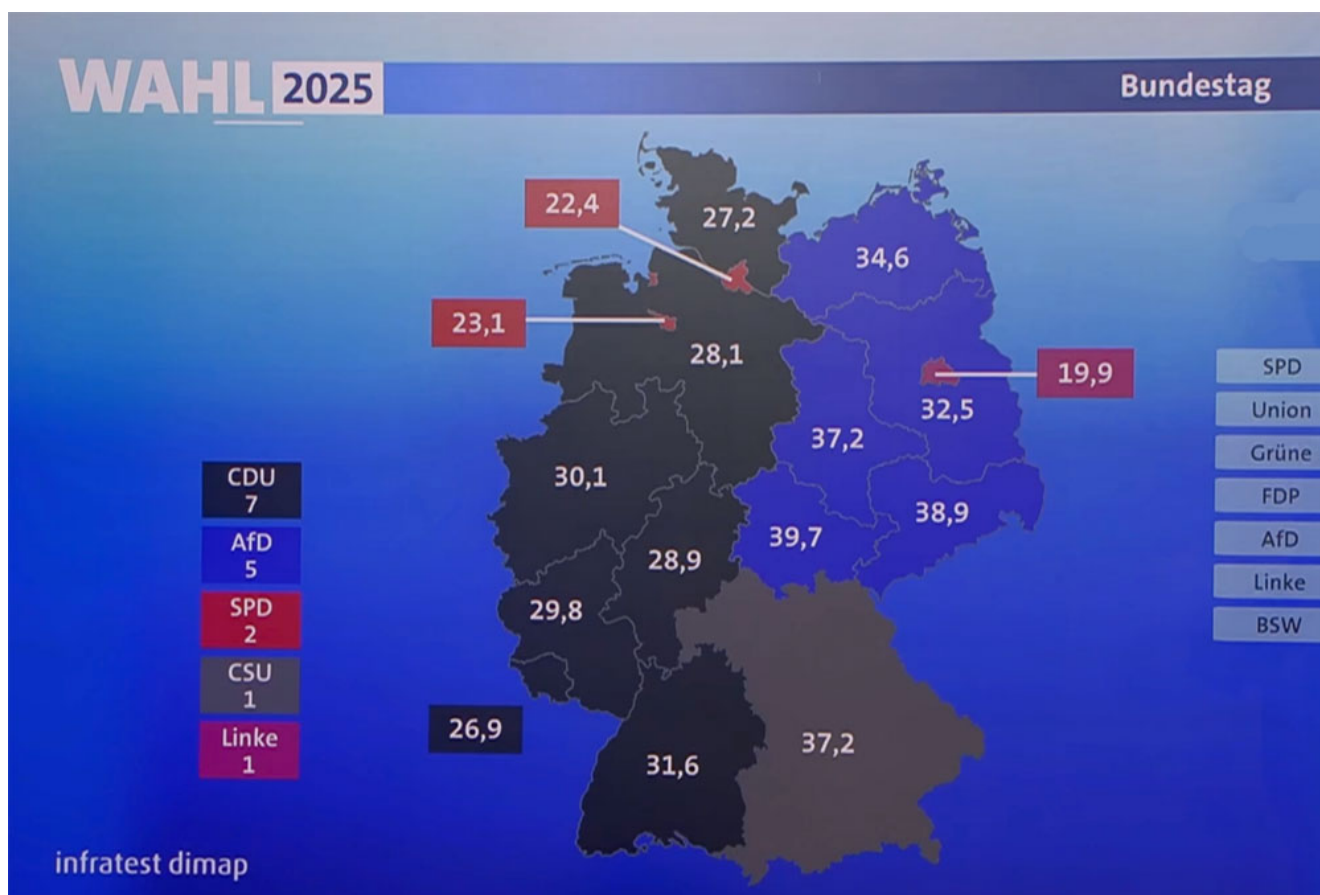 WAHL 2025
Bundestag
22,4
27,2
34,6
23,1
28,1
19,9
32,5
37,2
30,1
38,9
39,7
28,9
29,8
26,9
31,6
37,2
CDU
7
AfD
5
SPD
2
CSU
1
Linke
1
SPD
Union
Grüne
FDP
AfD
Linke
BSW
infratest dimap